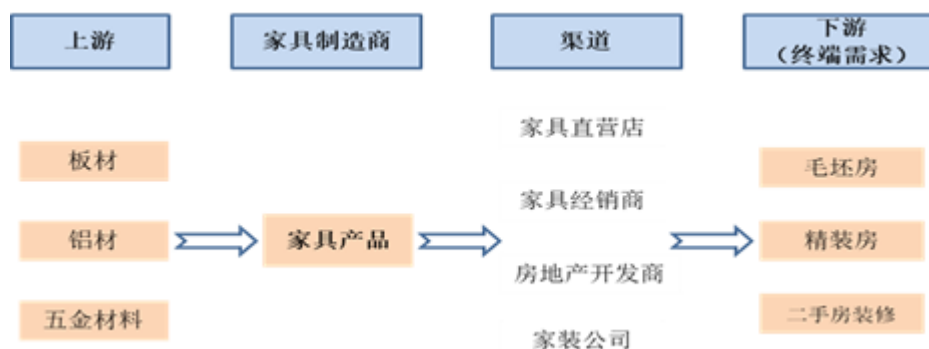 上游
家具制造商
渠道
下游
（终端需求）
家具直营店
板材
毛坯房
家具经销商
铝材
家具产品
精装房
房地产开发商
五金材料
二手房装修
家装公司